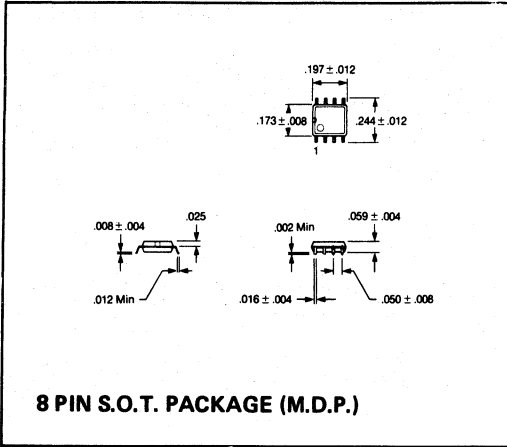 .197 ± .012
.173 ± .008
.244 ± .012
1
.008 ± .004
.025
.012 Min
.002 Min
.059 ± .004
.016 ± .004
.050 ± .008
8 PIN S.O.T. PACKAGE (M.D.P.)